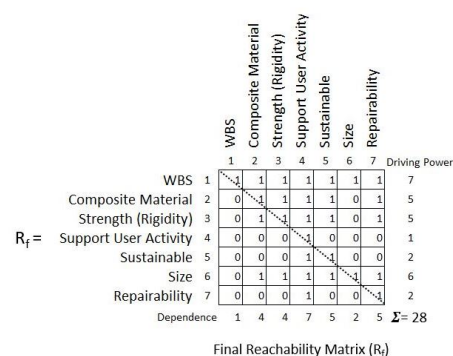 WBS
Composite Material
Strength (Rigidity)
Support User Activity
Sustainable
Size
Repairability
1 2 3 4 5 6 7 Driving Power
WBS 1 1 1 1 1 1 1 1 7
Composite Material 2 0 1 1 1 1 0 1 5
Strength (Rigidity) 3 0 1 1 1 1 0 1 5
R_f = Support User Activity 4 0 0 0 1 0 0 0 1
Sustainable 5 0 0 0 1 1 0 0 2
Size 6 0 1 1 1 1 1 1 6
Repairability 7 0 0 0 1 0 0 1 2
Dependence 1 4 4 7 5 2 5 Σ= 28
Final Reachability Matrix (R_f)